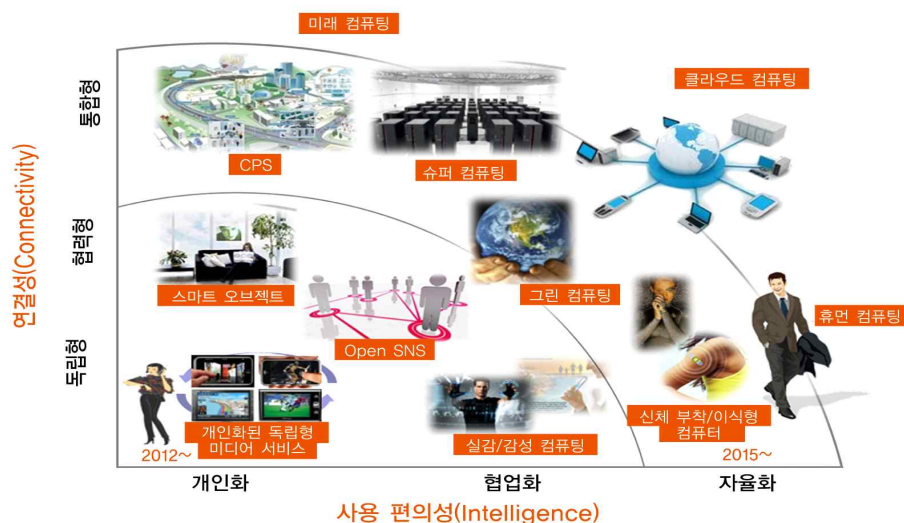 미래 컴퓨팅
클라우드 컴퓨팅
통합형
CPS
슈퍼 컴퓨팅
연결성(Connectivity)
협력형
스마트 오브젝트
그린 컴퓨팅
휴먼 컴퓨팅
Open SNS
독립형
개인화된 독립형
미디어 서비스
실감/감성 컴퓨팅
신체 부착/이식형
컴퓨터
2012~
2015~
개인화
협업화
자율화
사용 편의성(Intelligence)